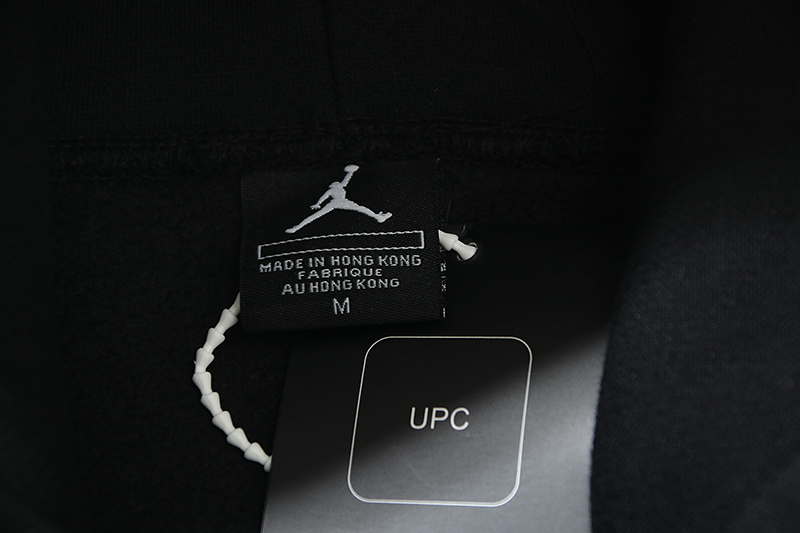 MADE IN HONG KONG
FABRIQUE
AU HONG KONG
M
UPC